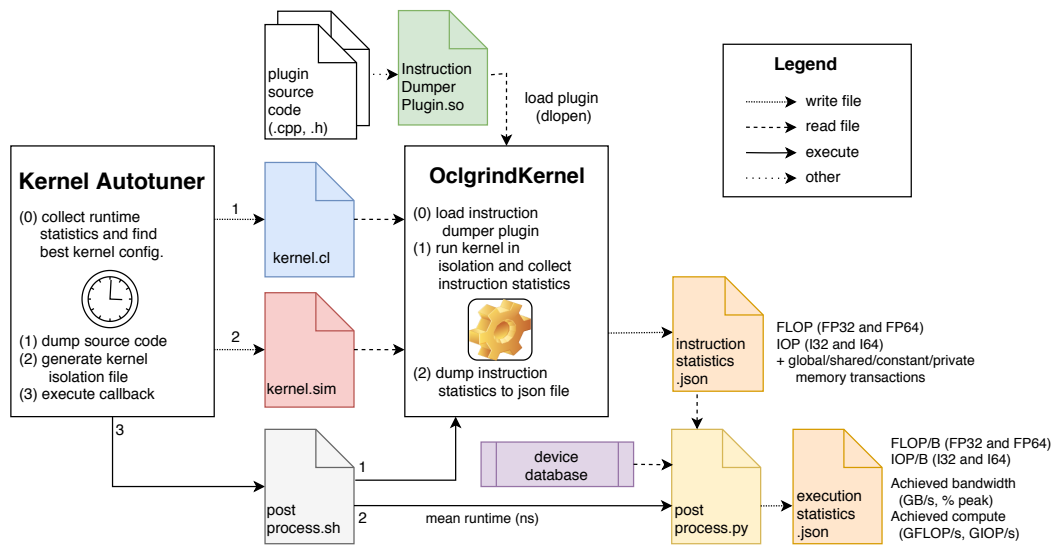 plugin
source
code
(.cpp, .h)
Instruction
Dumper
Plugin.so
load plugin
(dlopen)
Legend
write file
read file
execute
other
Kernel Autotuner
(0) collect runtime
statistics and find
best kernel config.
(1) dump source code
(2) generate kernel
isolation file
(3) execute callback
1
kernel.cl
2
kernel.sim
OclgrindKernel
(0) load instruction
dumper plugin
(1) run kernel in
isolation and collect
instruction statistics
(2) dump instruction
statistics to json file
instruction
statistics
.json
FLOP (FP32 and FP64)
IOP (I32 and I64)
+ global/shared/constant/private
memory transactions
3
post
process.sh
1
2
mean runtime (ns)
device
database
post
process.py
execution
statistics
.json
FLOP/B (FP32 and FP64)
IOP/B (I32 and I64)
Achieved bandwidth
(GB/s, % peak)
Achieved compute
(GFLOP/s, GIOP/s)